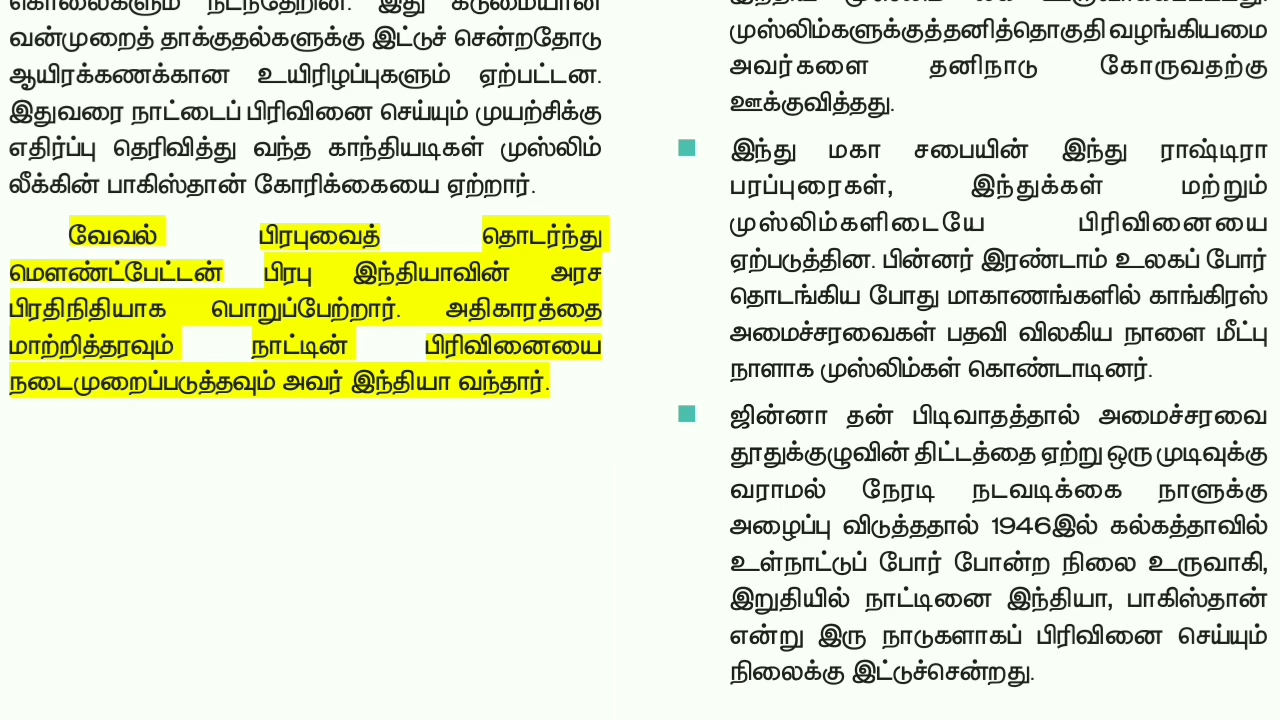 கொலைகளும் நடந்தேறின. இது கடுமையான
வன்முறைத் தாக்குதல்களுக்கு இட்டுச் சென்றதோடு
ஆயிரக்கணக்கான உயிரிழப்புகளும் ஏற்பட்டன.
இதுவரை நாட்டைப் பிரிவினை செய்யும் முயற்சிக்கு
எதிர்ப்பு தெரிவித்து வந்த காந்தியடிகள் முஸ்லிம்
லீக்கின் பாகிஸ்தான் கோரிக்கையை ஏற்றார்.
வேவல் பிரபுவைத் தொடர்ந்து
மௌண்ட்பேட்டன் பிரபு இந்தியாவின் அரச
பிரதிநிதியாக பொறுப்பேற்றார். அதிகாரத்தை
மாற்றித்தரவும் நாட்டின் பிரிவினையை
நடைமுறைப்படுத்தவும் அவர் இந்தியா வந்தார்.
முஸ்லிம்களுக்குத்தனித்தொகுதி வழங்கியமை
அவர்களை தனிநாடு கோருவதற்கு
ஊக்குவித்தது.
இந்து மகா சபையின் இந்து ராஷ்டிரா
பரப்புரைகள், இந்துக்கள் மற்றும்
முஸ்லிம்களிடையே பிரிவினையை
ஏற்படுத்தின. பின்னர் இரண்டாம் உலகப் போர்
தொடங்கிய போது மாகாணங்களில் காங்கிரஸ்
அமைச்சரவைகள் பதவி விலகிய நாளை மீட்பு
நாளாக முஸ்லிம்கள் கொண்டாடினர்.
ஜின்னா தன் பிடிவாதத்தால் அமைச்சரவை
தூதுக்குழுவின் திட்டத்தை ஏற்று ஒரு முடிவுக்கு
வராமல் நேரடி நடவடிக்கை நாளுக்கு
அழைப்பு விடுத்ததால் 1946இல் கல்கத்தாவில்
உள்நாட்டுப் போர் போன்ற நிலை உருவாகி,
இறுதியில் நாட்டினை இந்தியா, பாகிஸ்தான்
என்று இரு நாடுகளாகப் பிரிவினை செய்யும்
நிலைக்கு இட்டுச்சென்றது.